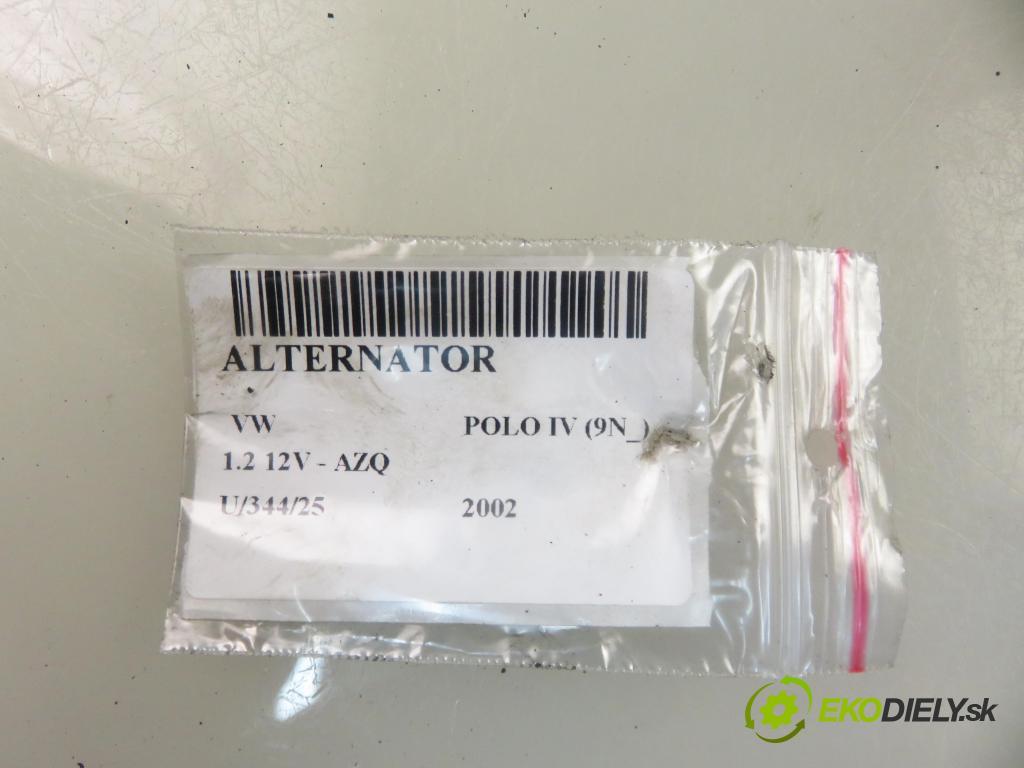 ALTERNATOR
VW POLO IV (9N_)
1.2 12V - AZQ
U/344/25 2002
EKODIELY.sk